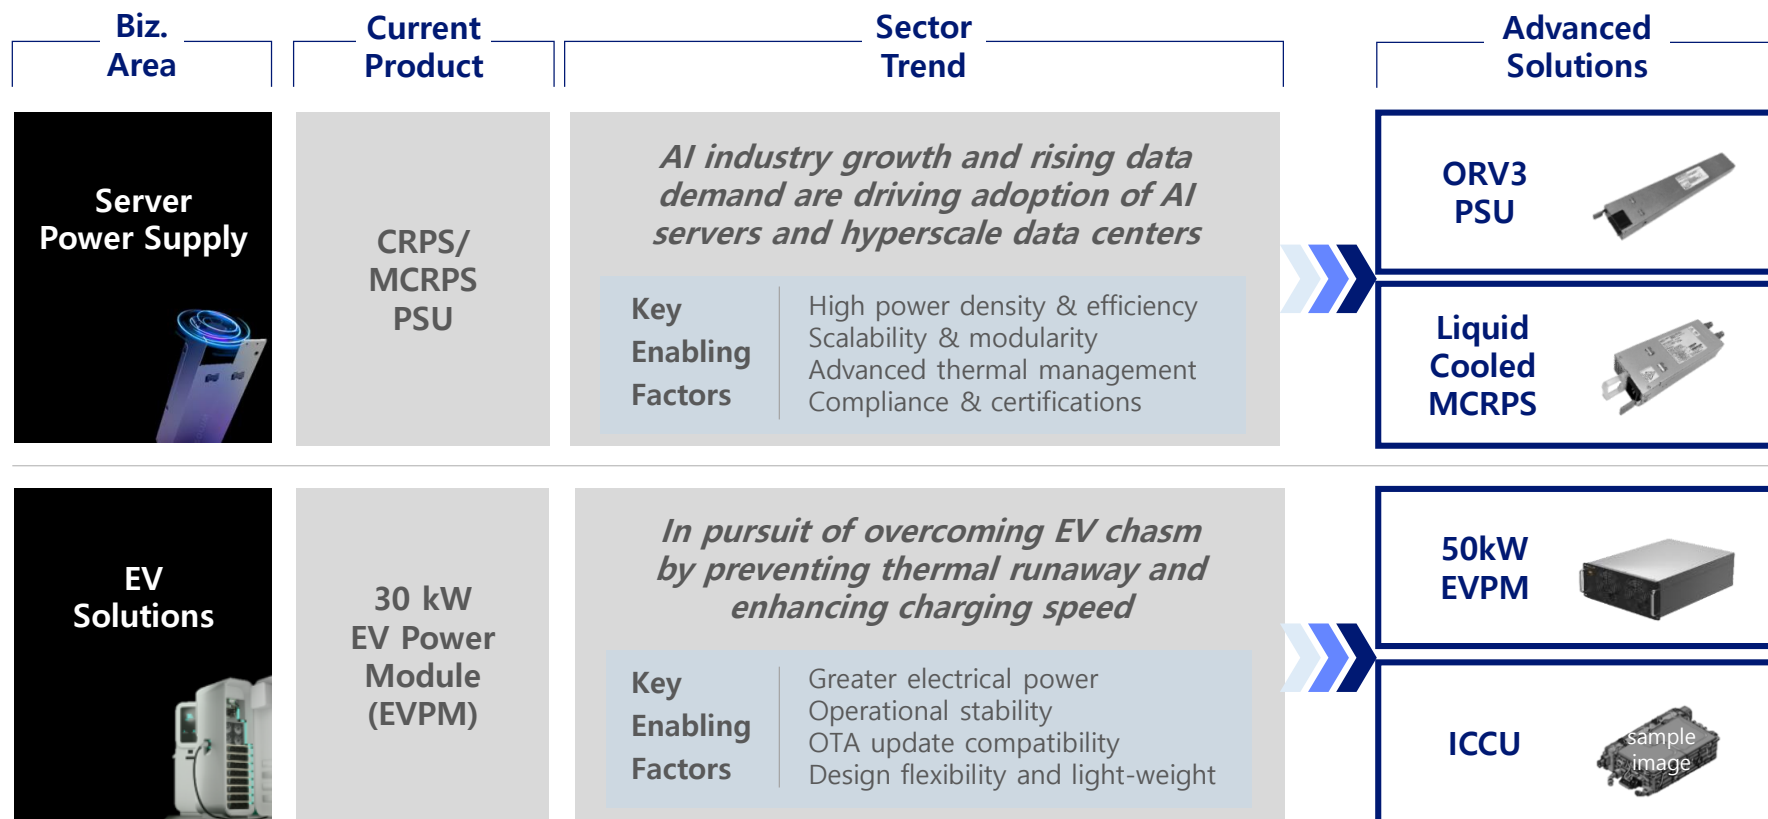 Biz.
Area
Current
Product
Sector
Trend
Advanced
Solutions
Server
Power Supply
CRPS/
MCRPS
PSU
AI industry growth and rising data
demand are driving adoption of AI
servers and hyperscale data centers
Key
Enabling
Factors
High power density & efficiency
Scalability & modularity
Advanced thermal management
Compliance & certifications
ORV3
PSU
Liquid
Cooled
MCRPS
EV
Solutions
30 kW
EV Power
Module
(EVPM)
In pursuit of overcoming EV chasm
by preventing thermal runaway and
enhancing charging speed
Key
Enabling
Factors
Greater electrical power
Operational stability
OTA update compatibility
Design flexibility and light-weight
50kW
EVPM
ICCU
sample
image